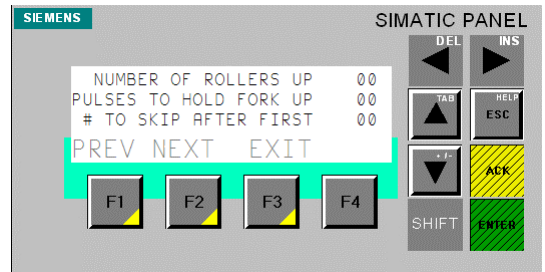 SIEMENS
SIMATIC PANEL
DEL
INS
NUMBER OF ROLLERS UP 00
PULSES TO HOLD FORK UP 00
# TO SKIP AFTER FIRST 00
PREV NEXT EXIT
TAB
HELP
ESC
+/-
ACK
F1
F2
F3
F4
SHIFT
ENTER